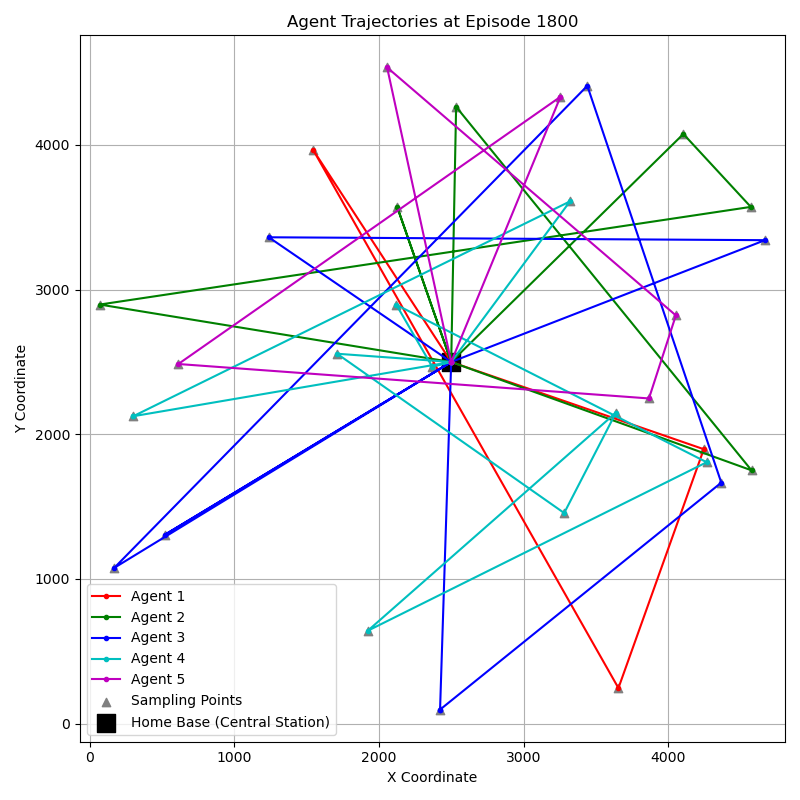 Agent Trajectories at Episode 1800
Y Coordinate
4000
3000
2000
1000
0
Agent 1
Agent 2
Agent 3
Agent 4
Agent 5
Sampling Points
Home Base (Central Station)
0 1000 2000 3000 4000
X Coordinate